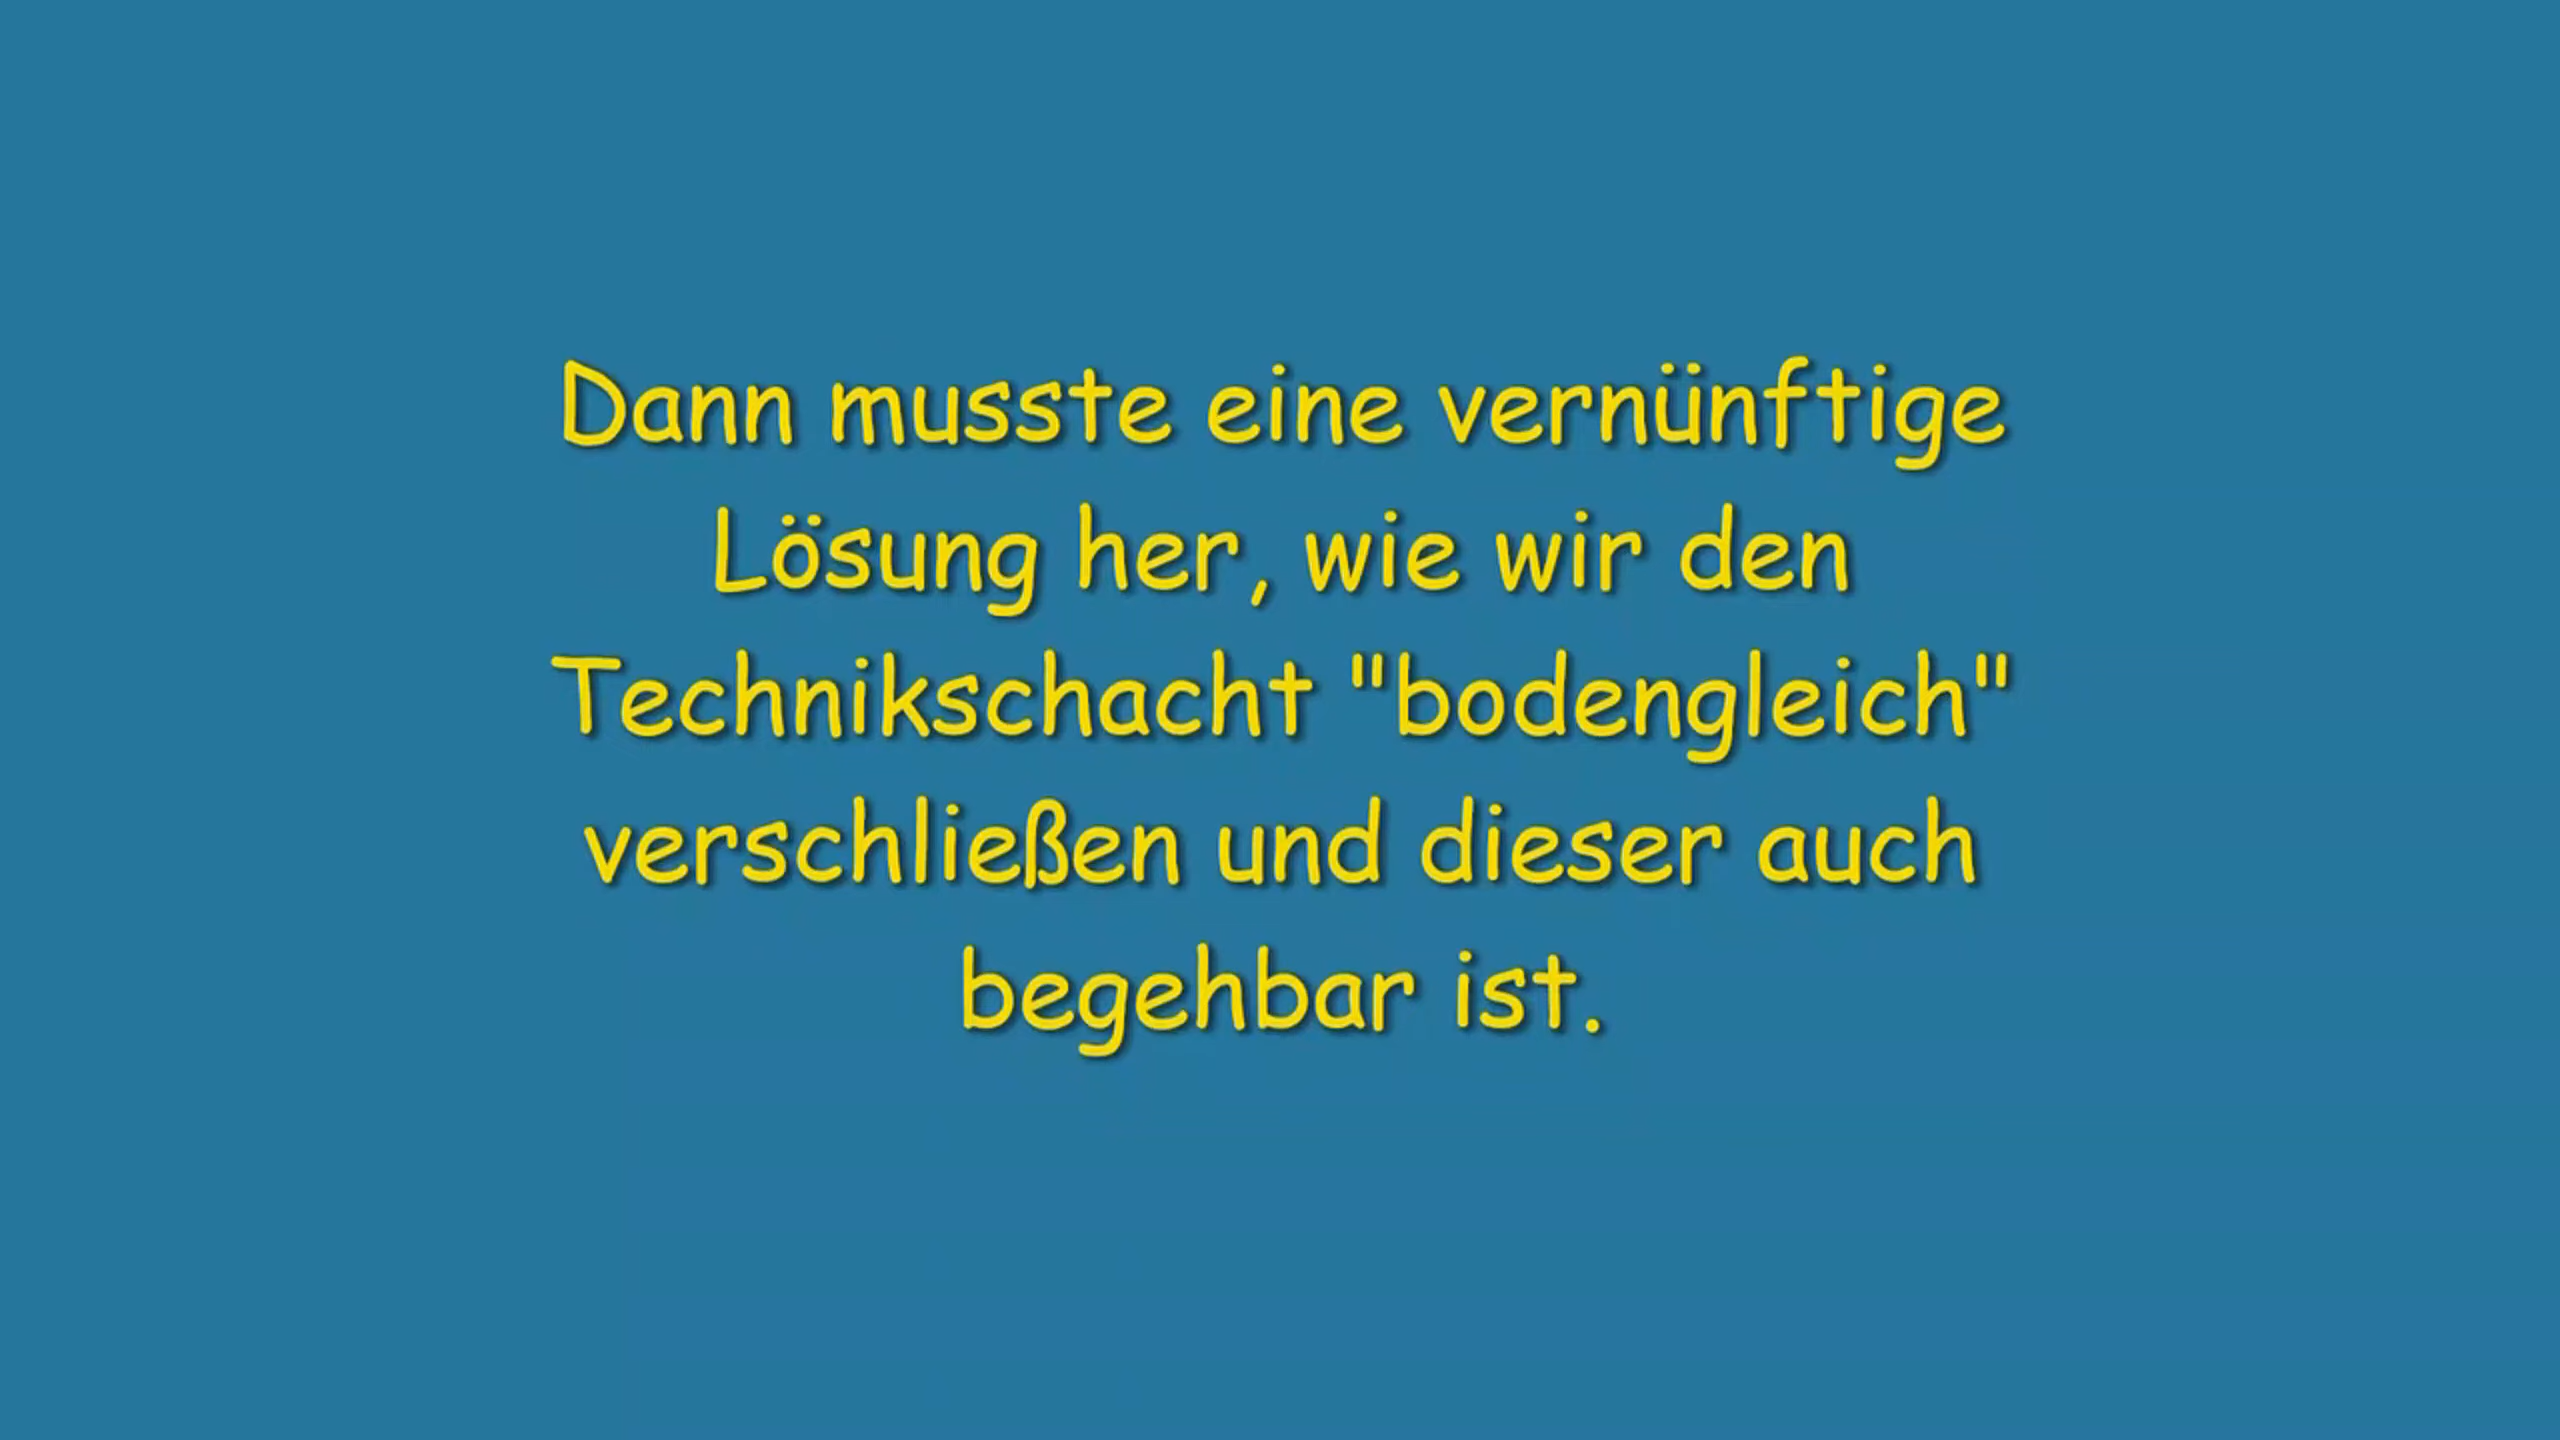 Dann musste eine vernünftige
Lösung her, wie wir den
Technikschacht "bodengleich"
verschließen und dieser auch
begehbar ist.